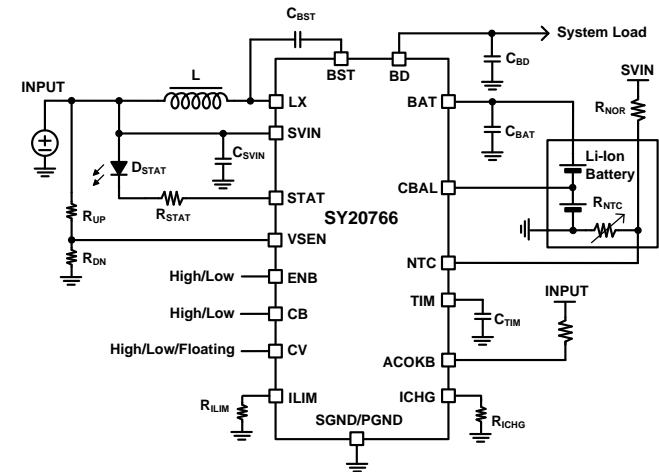 CBST
System Load
L
BST
BD
CBD
SVIN
INPUT
LX
BAT
RNOR
SVIN
CBAT
CSVIN
DSTAT
Li-Ion
Battery
CBAL
STAT
RSTAT
RNTC
SY20766
RUP
VSEN
RDN
NTC
High/Low
ENB
TIM
INPUT
High/Low
CB
CTIM
High/Low/Floating
CV
ACOKB
ILIM
ICHG
RILIM
SGND/PGND
RICHG